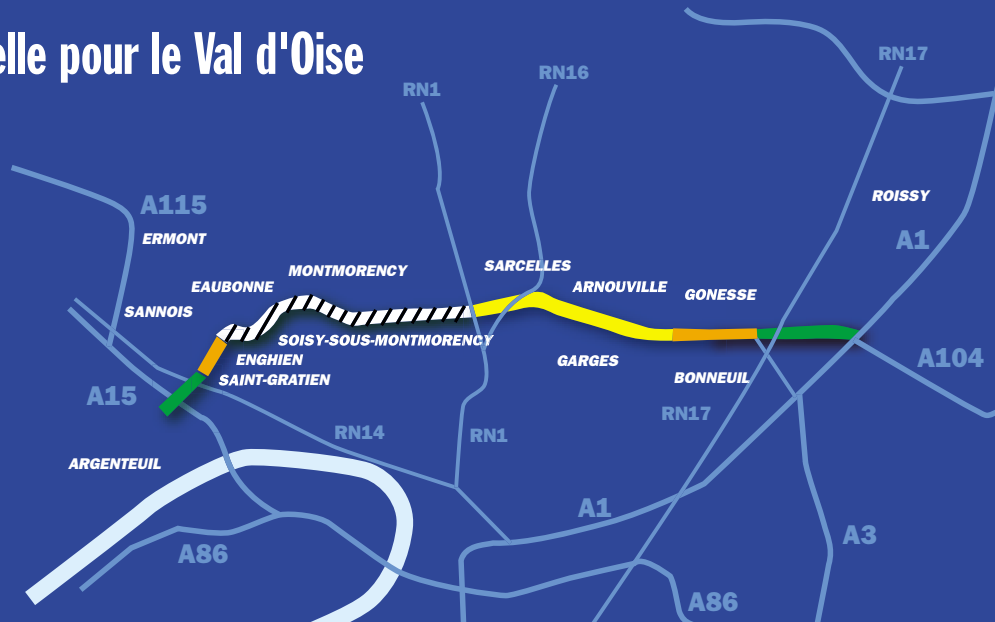 elle pour le Val d'Oise
RN17
RN16
RN1
ROISSY
A115
ERMONT
A1
SARCELLES
MONTMORENCY
EAUBONNE
ARNOUVILLE
GONESSE
SANNOIS
SOISY-SOUS-MONTMORENCY
ENGHIEN
GARGES
A104
SAINT-GRATIEN
BONNEUIL
A15
RN17
RN14
RN1
ARGENTEUIL
A1
A3
A86
A86